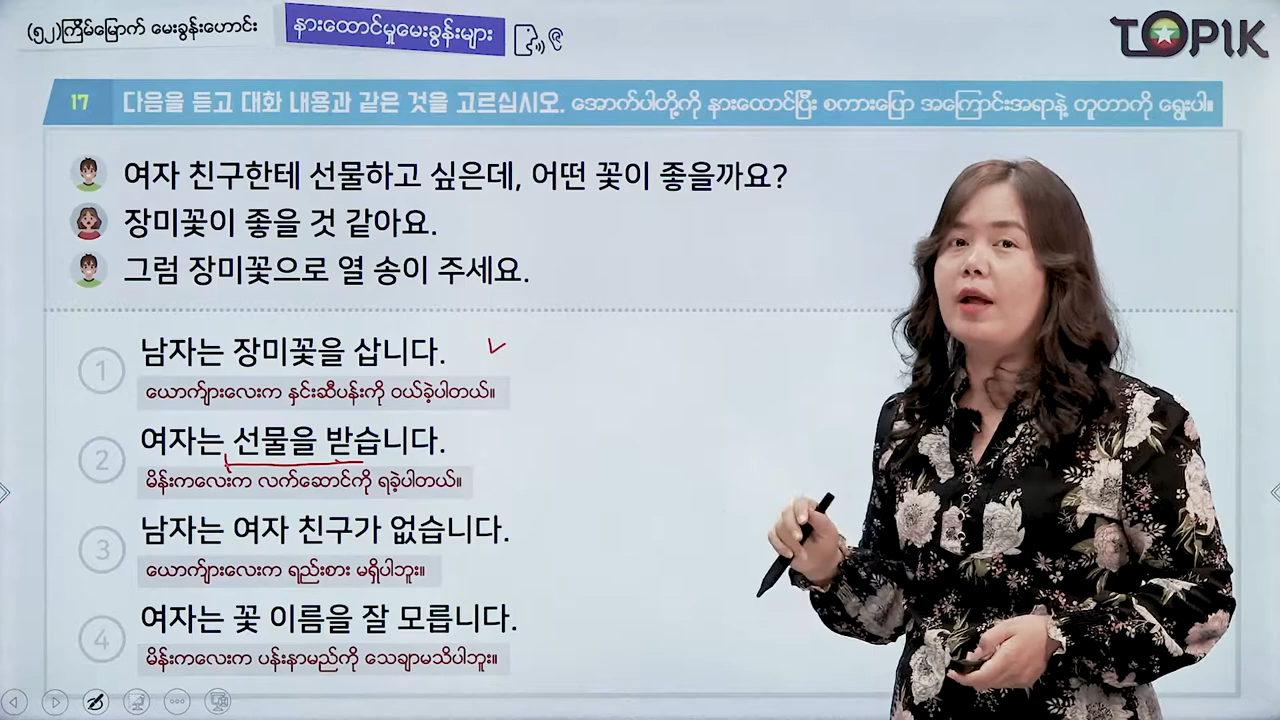 (၅၂)ကြိမ်မြောက် မေးခွန်းဟောင်း
နားထောင်မှုမေးခွန်းများ
၉
TOPIK
17 다음을 듣고 대화 내용과 같은 것을 고르십시오. အောက်ပါတို့ကို နားထောင်ပြီး စကားပြော အကြောင်းအရာနဲ့ တူတာကို ရွေးပါ။
여자 친구한테 선물하고 싶은데, 어떤 꽃이 좋을까요?
장미꽃이 좋을 것 같아요.
그럼 장미꽃으로 열 송이 주세요.
1 남자는 장미꽃을 삽니다.
ယောက်ျားလေးက နှင်းဆီပန်းကို ဝယ်ခဲ့ပါတယ်။
2 여자는 선물을 받습니다.
မိန်းကလေးက လက်ဆောင်ကို ရခဲ့ပါတယ်။
3 남자는 여자 친구가 없습니다.
ယောက်ျားလေးက ရည်းစား မရှိပါဘူး။
4 여자는 꽃 이름을 잘 모릅니다.
မိန်းကလေးက ပန်းနာမည်ကို သေချာမသိပါဘူး။